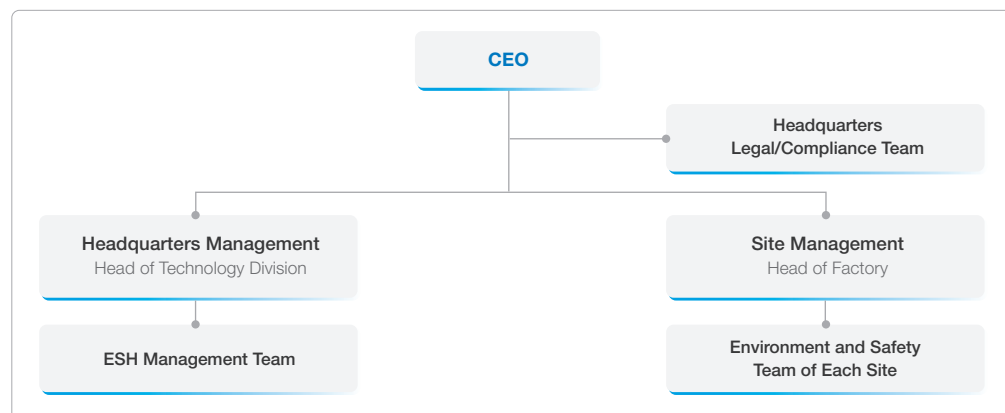 CEO
Headquarters
Legal/Compliance Team
Headquarters Management
Head of Technology Division
Site Management
Head of Factory
ESH Management Team
Environment and Safety
Team of Each Site